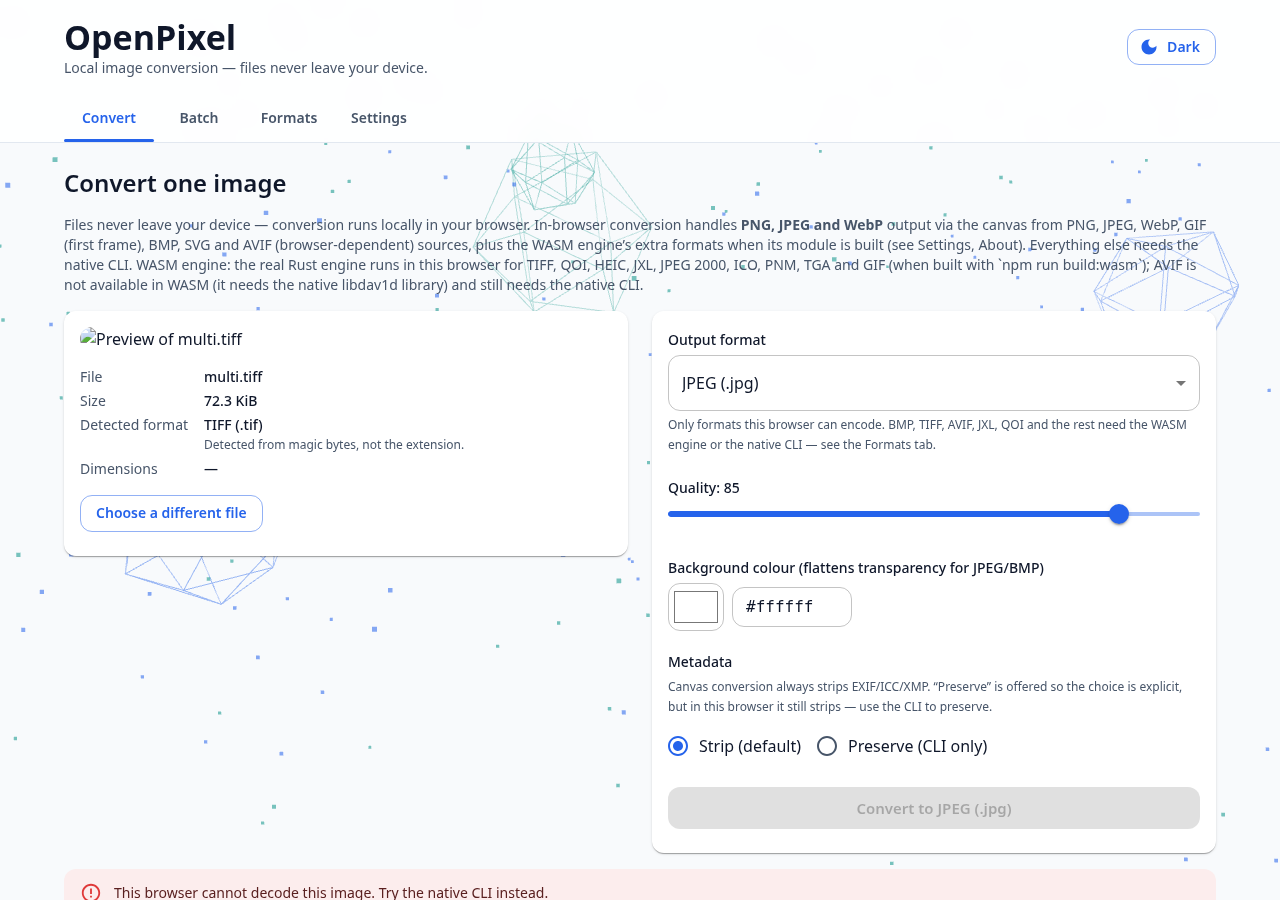 OpenPixel
Local image conversion — files never leave your device.
Dark
Convert
Batch
Formats
Settings
Convert one image
Files never leave your device — conversion runs locally in your browser. In-browser conversion handles PNG, JPEG and WebP output via the canvas from PNG, JPEG, WebP, GIF
(first frame), BMP, SVG and AVIF (browser-dependent) sources, plus the WASM engine’s extra formats when its module is built (see Settings, About). Everything else needs the
native CLI. WASM engine: the real Rust engine runs in this browser for TIFF, QOI, HEIC, JXL, JPEG 2000, ICO, PNM, TGA and GIF (when built with `npm run build:wasm`); AVIF is
not available in WASM (it needs the native libdav1d library) and still needs the native CLI.
Preview of multi.tiff
File multi.tiff
Size 72.3 KiB
Detected format TIFF (.tif)
Detected from magic bytes, not the extension.
Dimensions —
Choose a different file
Output format
JPEG (.jpg)
Only formats this browser can encode. BMP, TIFF, AVIF, JXL, QOI and the rest need the WASM
engine or the native CLI — see the Formats tab.
Quality: 85
Background colour (flattens transparency for JPEG/BMP)
#ffffff
Metadata
Canvas conversion always strips EXIF/ICC/XMP. “Preserve” is offered so the choice is explicit,
but in this browser it still strips — use the CLI to preserve.
Strip (default)
Preserve (CLI only)
Convert to JPEG (.jpg)
This browser cannot decode this image. Try the native CLI instead.